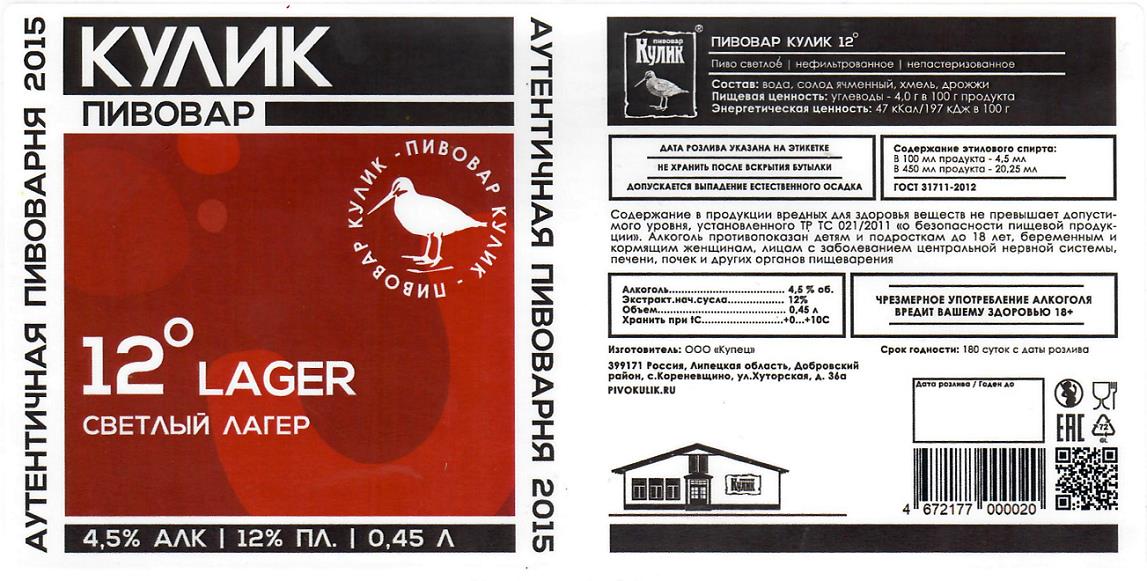 АУТЕНТИЧНАЯ ПИВОВАРНЯ 2015
КУЛИК
ПИВОВАР
ПИВОВАР КУЛИК - ПИВОВАР КУЛИК -
12° LAGER
СВЕТЛЫЙ ЛАГЕР
4,5% АЛК | 12% ПЛ. | 0,45 Л
АУТЕНТИЧНАЯ ПИВОВАРНЯ 2015
пивовар
Кулик
®
ПИВОВАР КУЛИК 12°
Пиво светлое | нефильтрованное | непастеризованное
Состав: вода, солод ячменный, хмель, дрожжи
Пищевая ценность: углеводы - 4,0 г в 100 г продукта
Энергетическая ценность: 47 кКал/197 кДж в 100 г
ДАТА РОЗЛИВА УКАЗАНА НА ЭТИКЕТКЕ
НЕ ХРАНИТЬ ПОСЛЕ ВСКРЫТИЯ БУТЫЛКИ
ДОПУСКАЕТСЯ ВЫПАДЕНИЕ ЕСТЕСТВЕННОГО ОСАДКА
Содержание этилового спирта:
В 100 мл продукта - 4,5 мл
В 450 мл продукта - 20,25 мл
ГОСТ 31711-2012
Содержание в продукции вредных для здоровья веществ не превышает допусти-
мого уровня, установленного ТР ТС 021/2011 «о безопасности пищевой продук-
ции». Алкоголь противопоказан детям и подросткам до 18 лет, беременным и
кормящим женщинам, лицам с заболеванием центральной нервной системы,
печени, почек и других органов пищеварения
Алкоголь........................ 4,5 % об.
Экстракт.нач.сусла................. 12%
Объем................................ 0,45 л
Хранить при tС........................+0...+10С
ЧРЕЗМЕРНОЕ УПОТРЕБЛЕНИЕ АЛКОГОЛЯ
ВРЕДИТ ВАШЕМУ ЗДОРОВЬЮ 18+
Изготовитель: ООО «Купец»
399171 Россия, Липецкая область, Добровский
район, с.Кореневщино, ул.Хуторская, д. 36а
PIVOKULIK.RU
Срок годности: 180 суток с даты розлива
Дата розлива / Годен до
EAC
72
GL
Кулик
4 672177 000020